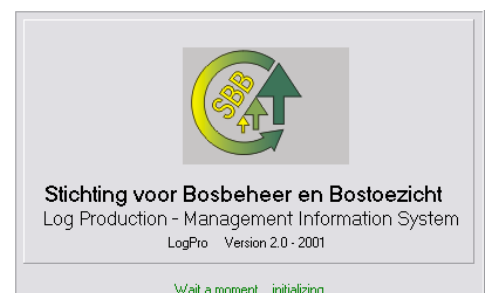 SBB
Stichting voor Bosbeheer en Bostoezicht
Log Production - Management Information System
LogPro Version 2.0 - 2001
Wait a moment... initializing